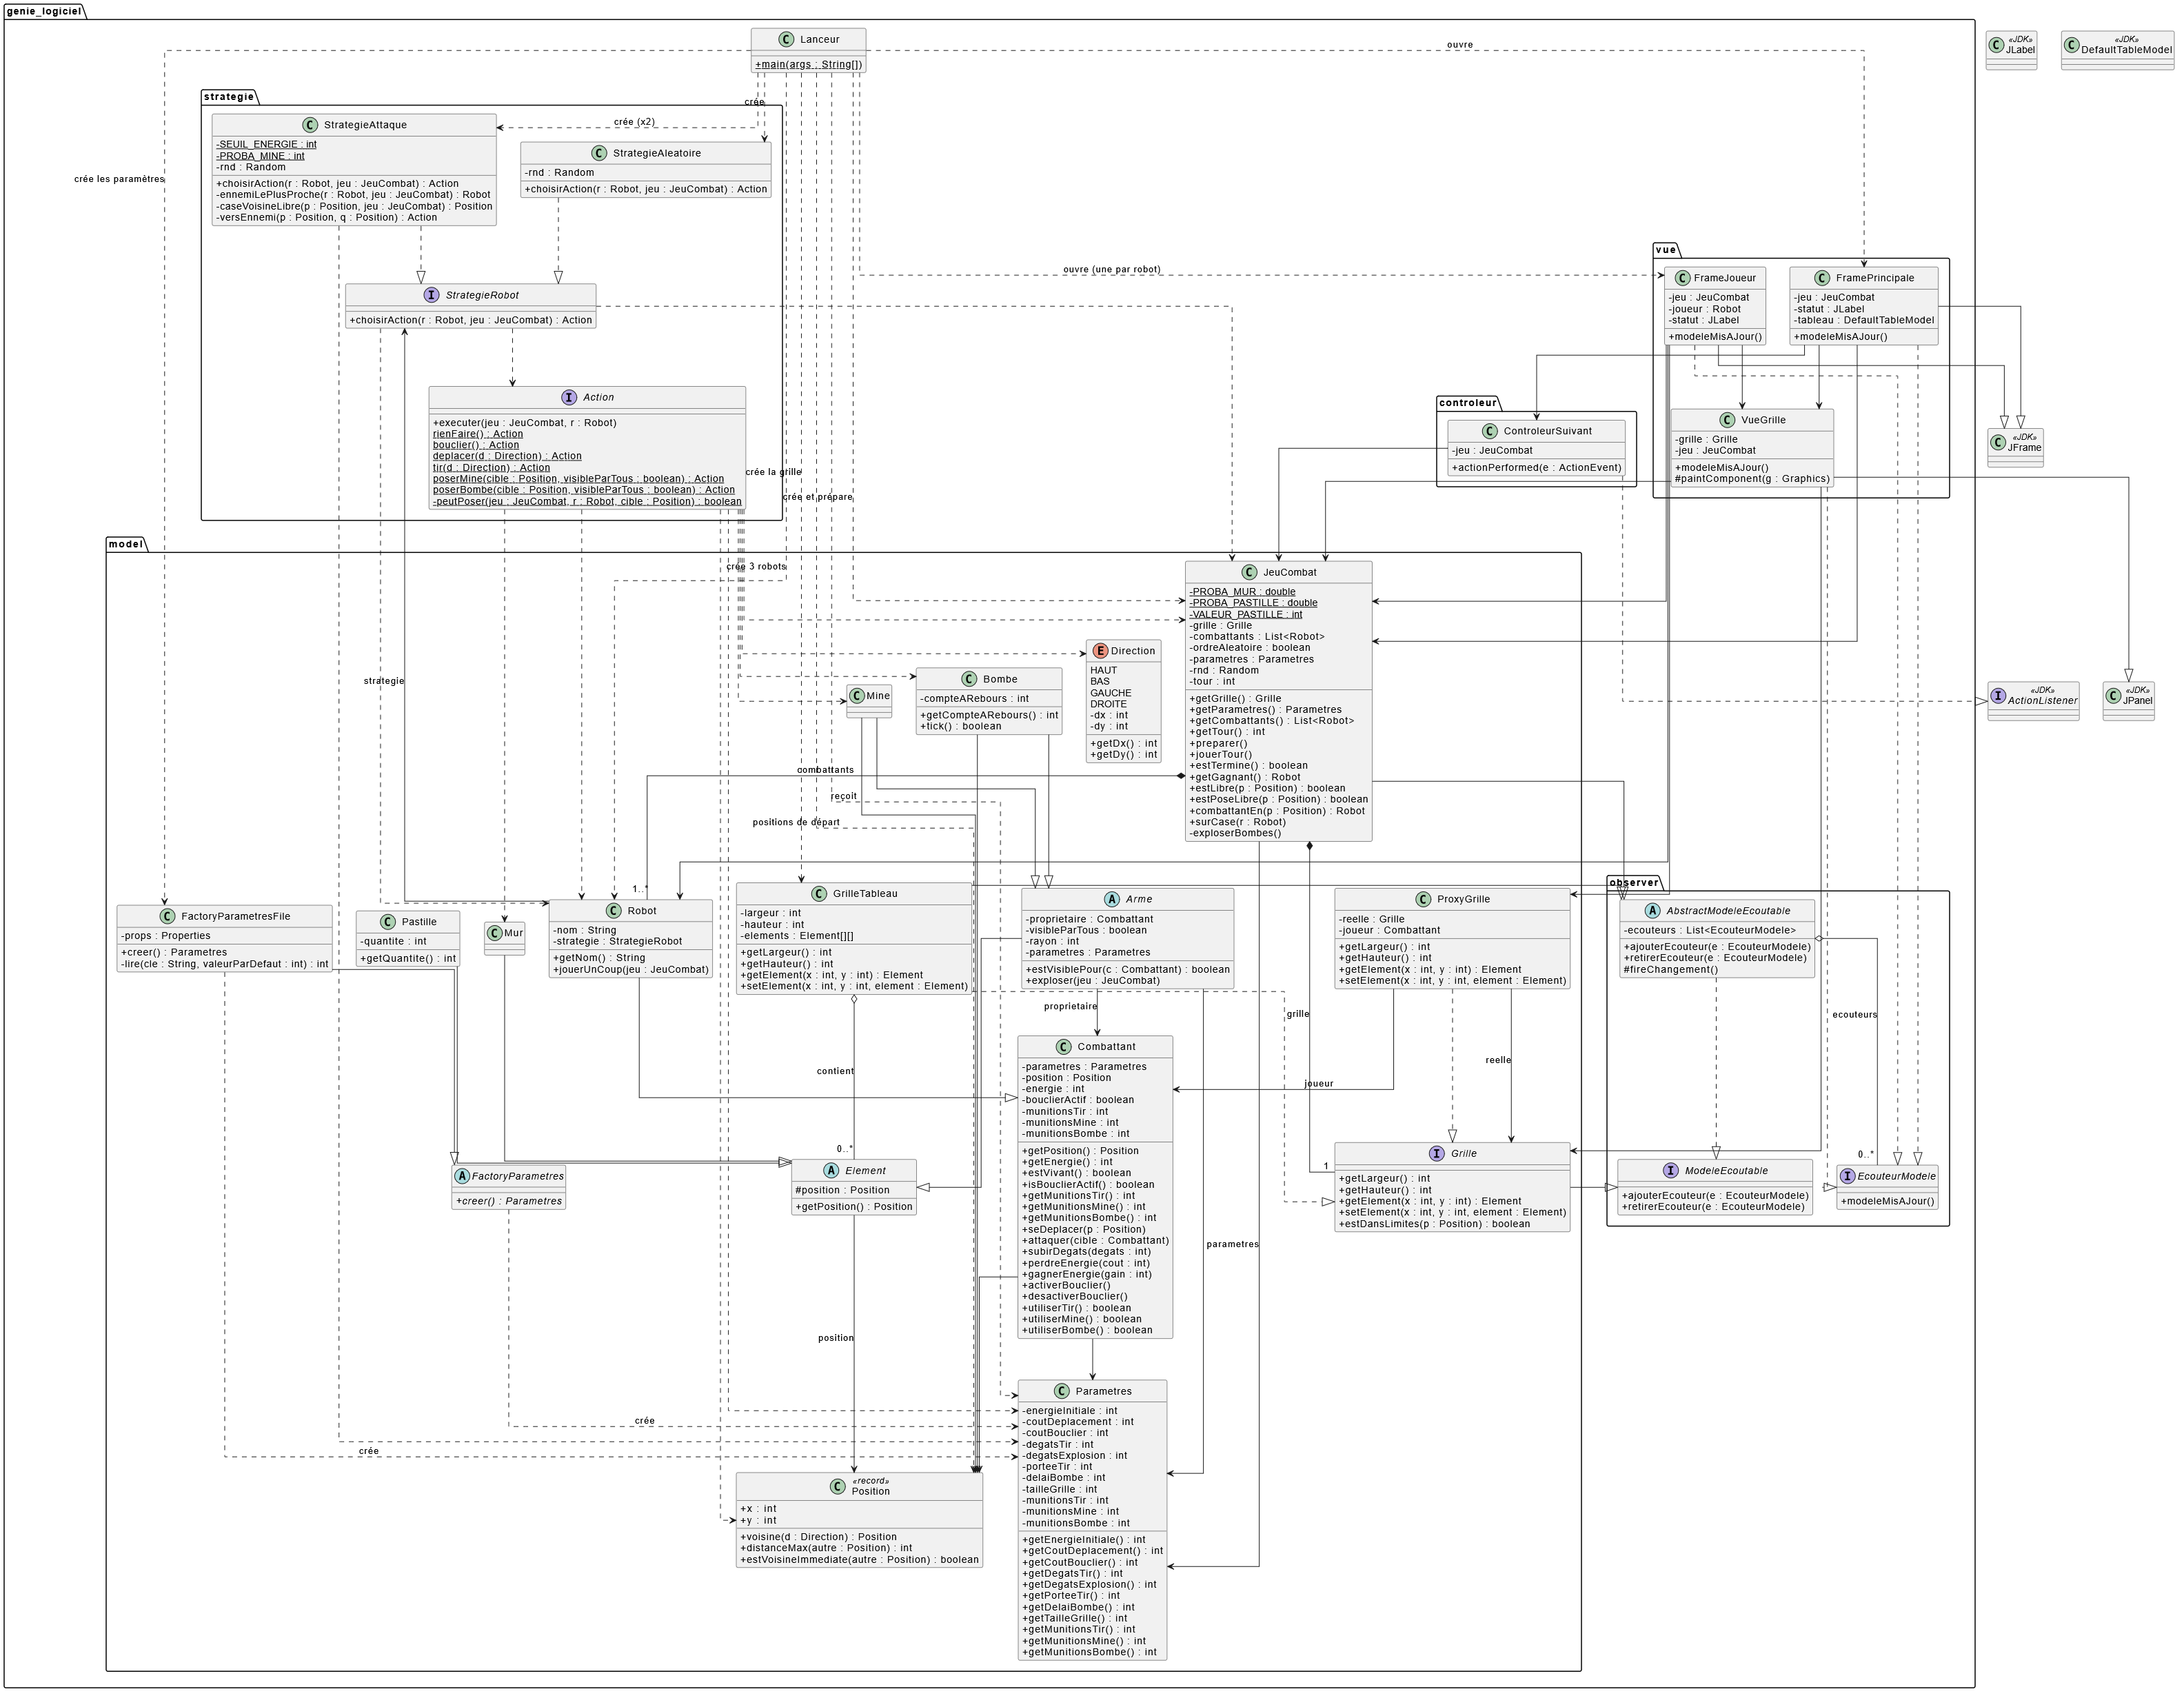 genie_logiciel
C Lanceur
+main(args : String[])
C «JDK» JLabel
C «JDK» DefaultTableModel
ouvre
crée
crée (x2)
crée les paramètres
ouvre (une par robot)
strategie
C StrategieAttaque
-SEUIL_ENERGIE : int
-PROBA_MINE : int
-rnd : Random
+choisirAction(r : Robot, jeu : JeuCombat) : Action
-ennemiLePlusProche(r : Robot, jeu : JeuCombat) : Robot
-caseVoisineLibre(p : Position, jeu : JeuCombat) : Position
-versEnnemi(p : Position, q : Position) : Action
C StrategieAleatoire
-rnd : Random
+choisirAction(r : Robot, jeu : JeuCombat) : Action
I StrategieRobot
+choisirAction(r : Robot, jeu : JeuCombat) : Action
I Action
+executer(jeu : JeuCombat, r : Robot)
rienFaire() : Action
bouclier() : Action
deplacer(d : Direction) : Action
tir(d : Direction) : Action
poserMine(cible : Position, visibleParTous : boolean) : Action
poserBombe(cible : Position, visibleParTous : boolean) : Action
-peutPoser(jeu : JeuCombat, r : Robot, cible : Position) : boolean
vue
C FrameJoueur
-jeu : JeuCombat
-joueur : Robot
-statut : JLabel
+modeleMisAJour()
C FramePrincipale
-jeu : JeuCombat
-statut : JLabel
-tableau : DefaultTableModel
+modeleMisAJour()
C VueGrille
-grille : Grille
-jeu : JeuCombat
+modeleMisAJour()
#paintComponent(g : Graphics)
controleur
C ControleurSuivant
-jeu : JeuCombat
+actionPerformed(e : ActionEvent)
C «JDK» JFrame
crée la grille
crée et prépare
crée 3 robots
strategie
combattants
reçoit
positions de départ
model
C JeuCombat
-PROBA_MUR : double
-PROBA_PASTILLE : double
-VALEUR_PASTILLE : int
-grille : Grille
-combattants : List<Robot>
-ordreAleatoire : boolean
-parametres : Parametres
-rnd : Random
-tour : int
+getGrille() : Grille
+getParametres() : Parametres
+getCombattants() : List<Robot>
+getTour() : int
+preparer()
+jouerTour()
+estTermine() : boolean
+getGagnant() : Robot
+estLibre(p : Position) : boolean
+estPoseLibre(p : Position) : boolean
+combattantEn(p : Position) : Robot
+surCase(r : Robot)
-exploserBombes()
E Direction
HAUT
BAS
GAUCHE
DROITE
-dx : int
-dy : int
+getDx() : int
+getDy() : int
C Bombe
-compteARebours : int
+getCompteARebours() : int
+tick() : boolean
C Mine
I «JDK» ActionListener
C «JDK» JPanel
1..*
C FactoryParametresFile
-props : Properties
+creer() : Parametres
-lire(cle : String, valeurParDefaut : int) : int
C Pastille
-quantite : int
+getQuantite() : int
C Mur
C Robot
-nom : String
-strategie : StrategieRobot
+getNom() : String
+jouerUnCoup(jeu : JeuCombat)
C GrilleTableau
-largeur : int
-hauteur : int
-elements : Element[][]
+getLargeur() : int
+getHauteur() : int
+getElement(x : int, y : int) : Element
+setElement(x : int, y : int, element : Element)
A Arme
-proprietaire : Combattant
-visibleParTous : boolean
-rayon : int
-parametres : Parametres
+estVisiblePour(c : Combattant) : boolean
+exploser(jeu : JeuCombat)
C ProxyGrille
-reelle : Grille
-joueur : Combattant
+getLargeur() : int
+getHauteur() : int
+getElement(x : int, y : int) : Element
+setElement(x : int, y : int, element : Element)
observer
A AbstractModeleEcoutable
-ecouteurs : List<EcouteurModele>
+ajouterEcouteur(e : EcouteurModele)
+retirerEcouteur(e : EcouteurModele)
#fireChangement()
proprietaire
grille
ecouteurs
contient
reelle
joueur
C Combattant
-parametres : Parametres
-position : Position
-energie : int
-bouclierActif : boolean
-munitionsTir : int
-munitionsMine : int
-munitionsBombe : int
+getPosition() : Position
+getEnergie() : int
+estVivant() : boolean
+isBouclierActif() : boolean
+getMunitionsTir() : int
+getMunitionsMine() : int
+getMunitionsBombe() : int
+seDeplacer(p : Position)
+attaquer(cible : Combattant)
+subirDegats(degats : int)
+perdreEnergie(cout : int)
+gagnerEnergie(gain : int)
+activerBouclier()
+desactiverBouclier()
+utiliserTir() : boolean
+utiliserMine() : boolean
+utiliserBombe() : boolean
0..*
1
0..*
A FactoryParametres
+creer() : Parametres
A Element
#position : Position
+getPosition() : Position
I Grille
+getLargeur() : int
+getHauteur() : int
+getElement(x : int, y : int) : Element
+setElement(x : int, y : int, element : Element)
+estDansLimites(p : Position) : boolean
I ModeleEcoutable
+ajouterEcouteur(e : EcouteurModele)
+retirerEcouteur(e : EcouteurModele)
I EcouteurModele
+modeleMisAJour()
parametres
position
crée
crée
C Parametres
-energieInitiale : int
-coutDeplacement : int
-coutBouclier : int
-degatsTir : int
-degatsExplosion : int
-porteeTir : int
-delaiBombe : int
-tailleGrille : int
-munitionsTir : int
-munitionsMine : int
-munitionsBombe : int
+getEnergieInitiale() : int
+getCoutDeplacement() : int
+getCoutBouclier() : int
+getDegatsTir() : int
+getDegatsExplosion() : int
+getPorteeTir() : int
+getDelaiBombe() : int
+getTailleGrille() : int
+getMunitionsTir() : int
+getMunitionsMine() : int
+getMunitionsBombe() : int
C «record» Position
+x : int
+y : int
+voisine(d : Direction) : Position
+distanceMax(autre : Position) : int
+estVoisineImmediate(autre : Position) : boolean